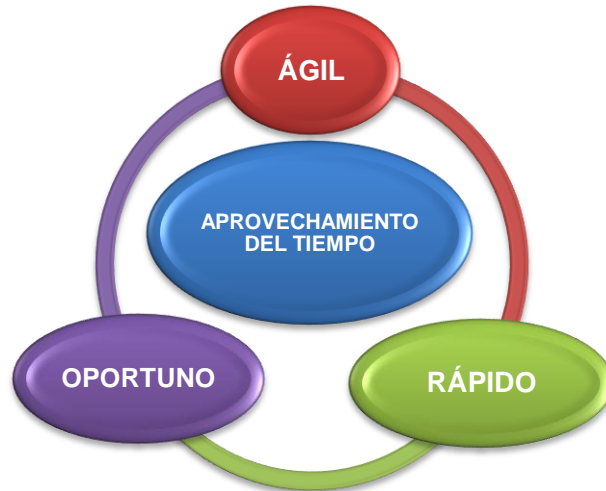 ÁGIL
APROVECHAMIENTO
DEL TIEMPO
OPORTUNO
RÁPIDO